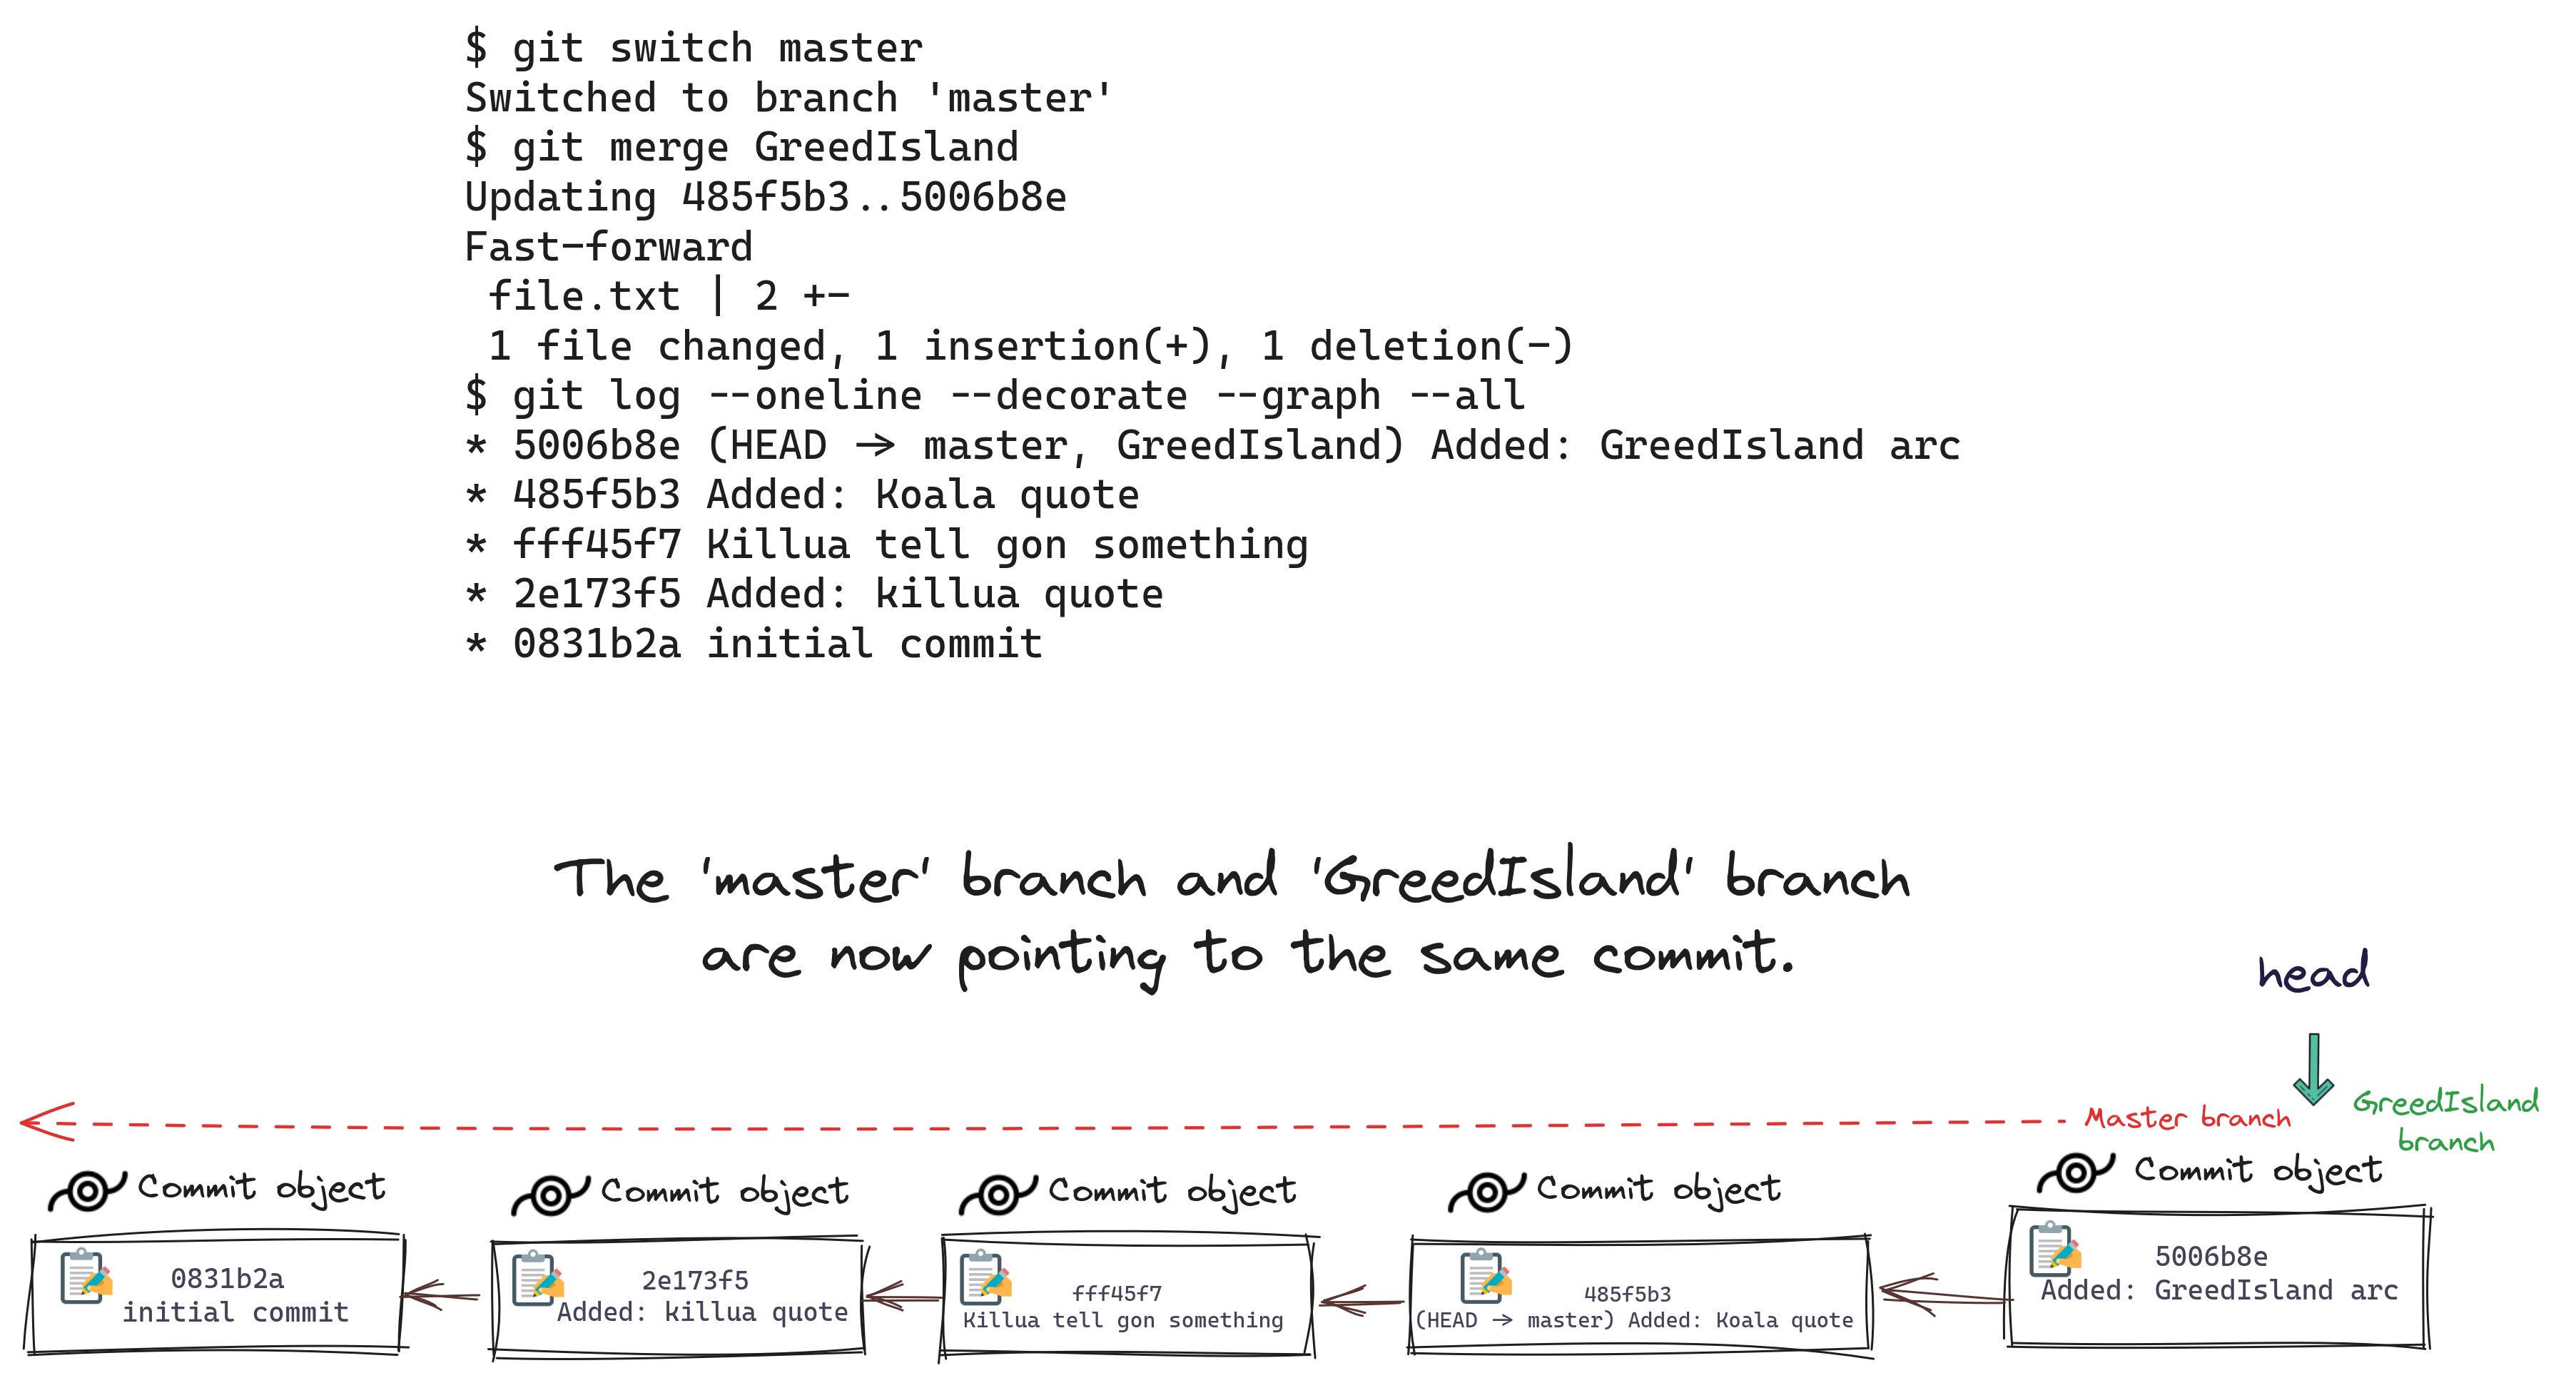 $ git switch master
Switched to branch 'master'
$ git merge GreedIsland
Updating 485f5b3..5006b8e
Fast-forward
 file.txt | 2 +-
 1 file changed, 1 insertion(+), 1 deletion(-)
$ git log --oneline --decorate --graph --all
* 5006b8e (HEAD -> master, GreedIsland) Added: GreedIsland arc
* 485f5b3 Added: Koala quote
* fff45f7 Killua tell gon something
* 2e173f5 Added: killua quote
* 0831b2a initial commit
The 'master' branch and 'GreedIsland' branch
are now pointing to the same commit.
head
Master branch
GreedIsland
branch
Commit object
0831b2a
initial commit
Commit object
2e173f5
Added: killua quote
Commit object
fff45f7
Killua tell gon something
Commit object
485f5b3
(HEAD -> master) Added: Koala quote
Commit object
5006b8e
Added: GreedIsland arc